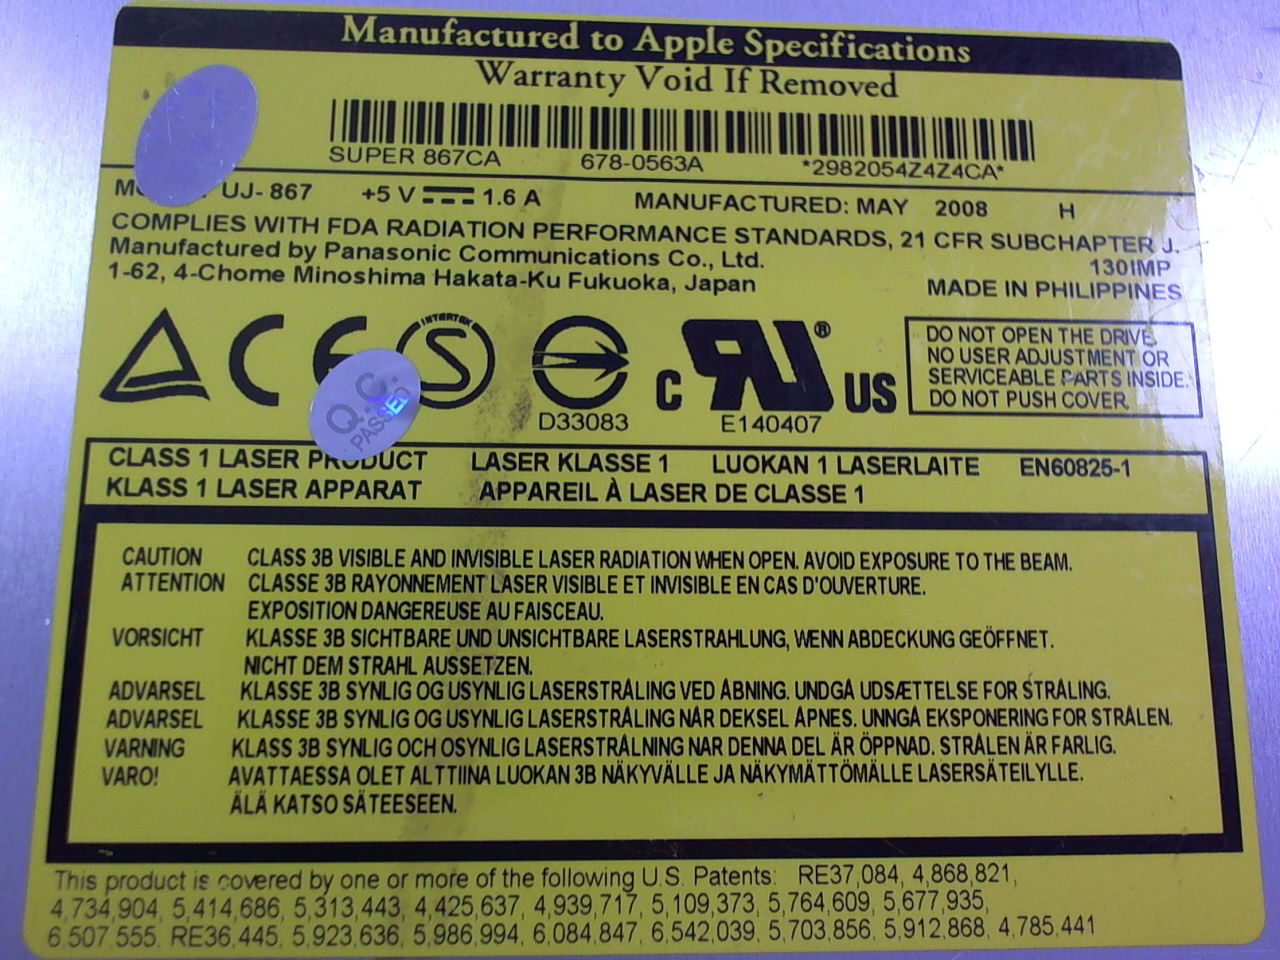 Manufactured to Apple Specifications
Warranty Void If Removed
SUPER 867CA 678-0563A *2982054Z4Z4CA*
UJ- 867 +5 V 1.6 A MANUFACTURED: MAY 2008 H
COMPLIES WITH FDA RADIATION PERFORMANCE STANDARDS, 21 CFR SUBCHAPTER J.
Manufactured by Panasonic Communications Co., Ltd.
130IMP
1-62, 4-Chome Minoshima Hakata-Ku Fukuoka, Japan
MADE IN PHILIPPINES
INTERTEK
S
CE
D33083
C RU® US
E140407
DO NOT OPEN THE DRIVE.
NO USER ADJUSTMENT OR
SERVICEABLE PARTS INSIDE.
DO NOT PUSH COVER.
Q.C.
PASSED
CLASS 1 LASER PRODUCT LASER KLASSE 1 LUOKAN 1 LASERLAITE EN60825-1
KLASS 1 LASER APPARAT APPAREIL À LASER DE CLASSE 1
CAUTION CLASS 3B VISIBLE AND INVISIBLE LASER RADIATION WHEN OPEN. AVOID EXPOSURE TO THE BEAM.
ATTENTION CLASSE 3B RAYONNEMENT LASER VISIBLE ET INVISIBLE EN CAS D'OUVERTURE.
EXPOSITION DANGEREUSE AU FAISCEAU.
VORSICHT KLASSE 3B SICHTBARE UND UNSICHTBARE LASERSTRAHLUNG, WENN ABDECKUNG GEÖFFNET.
NICHT DEM STRAHL AUSSETZEN.
ADVARSEL KLASSE 3B SYNLIG OG USYNLIG LASERSTRÅLING VED ÅBNING. UNDGÅ UDSÆTTELSE FOR STRÅLING.
ADVARSEL KLASSE 3B SYNLIG OG USYNLIG LASERSTRÅLING NÅR DEKSEL ÅPNES. UNNGÅ EKSPONERING FOR STRÅLEN.
VARNING KLASS 3B SYNLIG OCH OSYNLIG LASERSTRÅLNING NÄR DENNA DEL ÄR ÖPPNAD. STRÅLEN ÄR FARLIG.
VARO! AVATTAESSA OLET ALTTIINA LUOKAN 3B NÄKYVÄLLE JA NÄKYMÄTTÖMÄLLE LASERSÄTEILYLLE.
ÄLÄ KATSO SÄTEESEEN.
This product is covered by one or more of the following U.S. Patents: RE37,084, 4,868,821,
4,734,904, 5,414,686, 5,313,443, 4,425,637, 4,939,717, 5,109,373, 5,764,609, 5,677,935,
6,507,555, RE36,445, 5,923,636, 5,986,994, 6,084,847, 6,542,039, 5,703,856, 5,912,868, 4,785,441